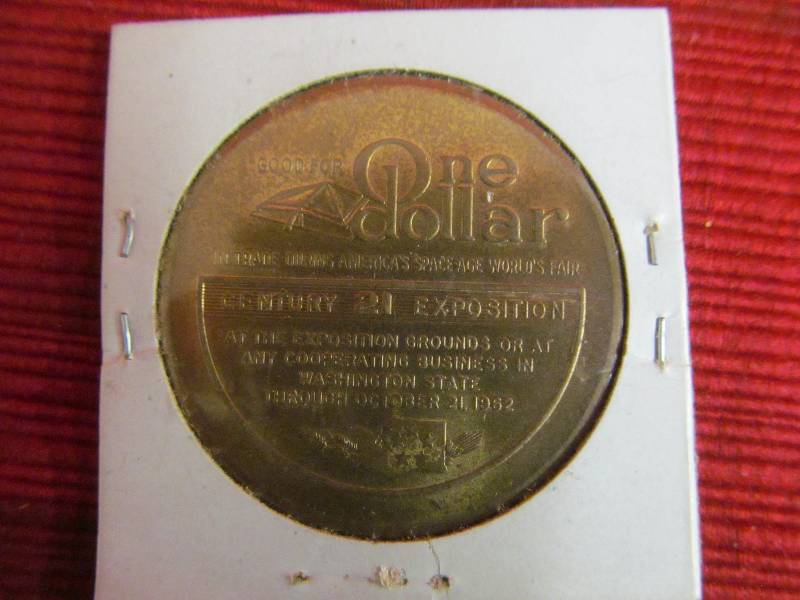 GOOD FOR One
dollar
IN TRADE DURING AMERICA'S SPACE AGE WORLD'S FAIR
CENTURY 21 EXPOSITION
AT THE EXPOSITION GROUNDS OR AT
ANY COOPERATING BUSINESS IN
WASHINGTON STATE
THROUGH OCTOBER 21, 1962